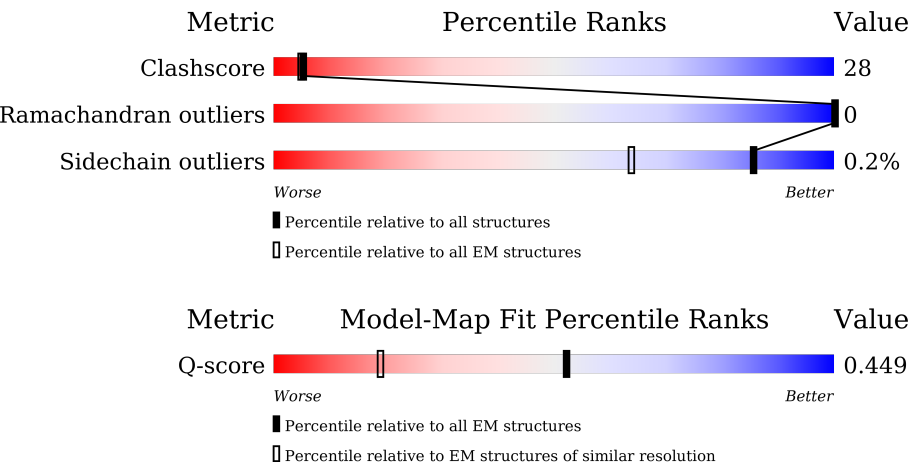 Metric Percentile Ranks Value
Clashscore 28
Ramachandran outliers 0
Sidechain outliers 0.2%
Worse Better
Percentile relative to all structures
Percentile relative to all EM structures
Metric Model-Map Fit Percentile Ranks Value
Q-score 0.449
Worse Better
Percentile relative to all EM structures
Percentile relative to EM structures of similar resolution